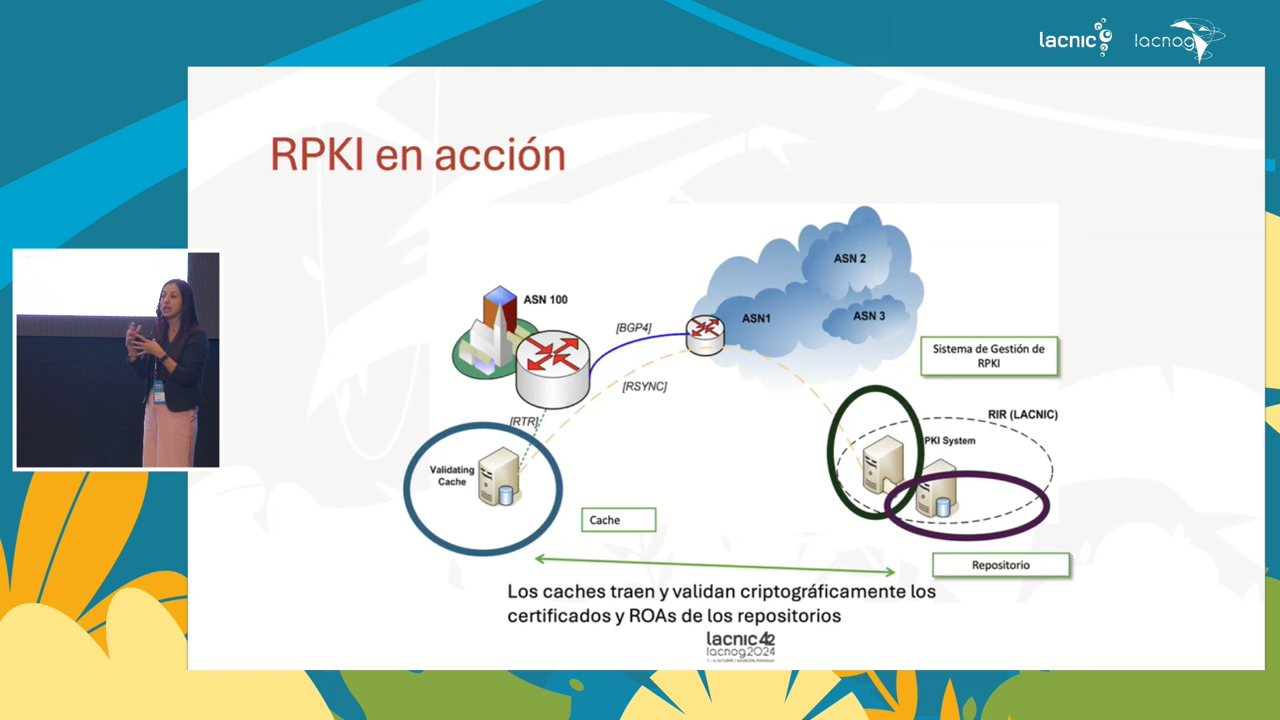 lacnic
lacnog
RPKI en acción
ASN 100
ASN 2
ASN1
ASN 3
[BGP4]
[RSYNC]
[RTR]
Sistema de Gestión de
RPKI
RIR (LACNIC)
PKI System
Validating
Cache
Cache
Repositorio
Los caches traen y validan criptográficamente los
certificados y ROAs de los repositorios
lacnic 42
lacnog2024